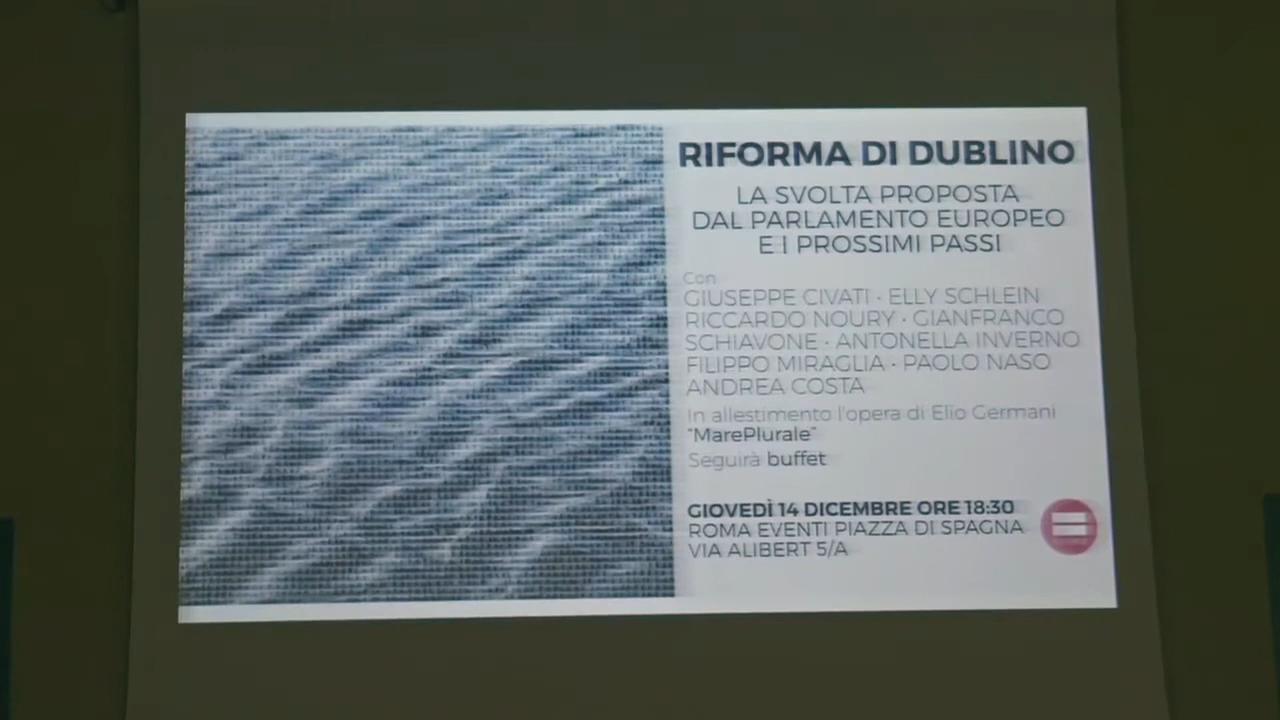 RIFORMA DI DUBLINO
LA SVOLTA PROPOSTA
DAL PARLAMENTO EUROPEO
E I PROSSIMI PASSI
Con
GIUSEPPE CIVATI · ELLY SCHLEIN
RICCARDO NOURY · GIANFRANCO
SCHIAVONE · ANTONELLA INVERNO
FILIPPO MIRAGLIA · PAOLO NASO
ANDREA COSTA
In allestimento l'opera di Elio Germani
"MarePlurale"
Seguirà buffet
GIOVEDÌ 14 DICEMBRE ORE 18:30
ROMA EVENTI PIAZZA DI SPAGNA
VIA ALIBERT 5/A